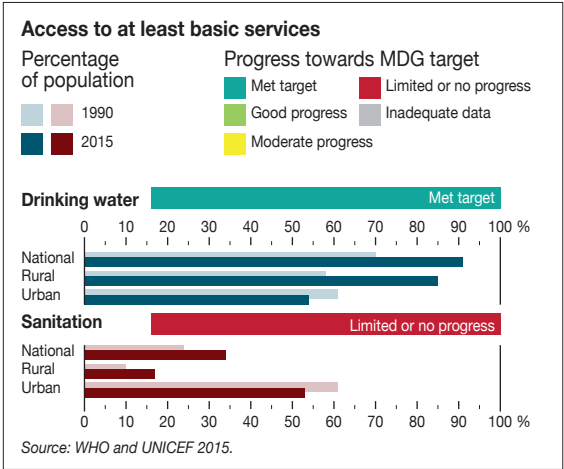 Access to at least basic services
Percentage
of population
1990
2015
Progress towards MDG target
Met target
Limited or no progress
Good progress
Inadequate data
Moderate progress
Drinking water
Met target
0 10 20 30 40 50 60 70 80 90 100 %
National
Rural
Urban
Sanitation
Limited or no progress
National
Rural
Urban
0 10 20 30 40 50 60 70 80 90 100 %
Source: WHO and UNICEF 2015.